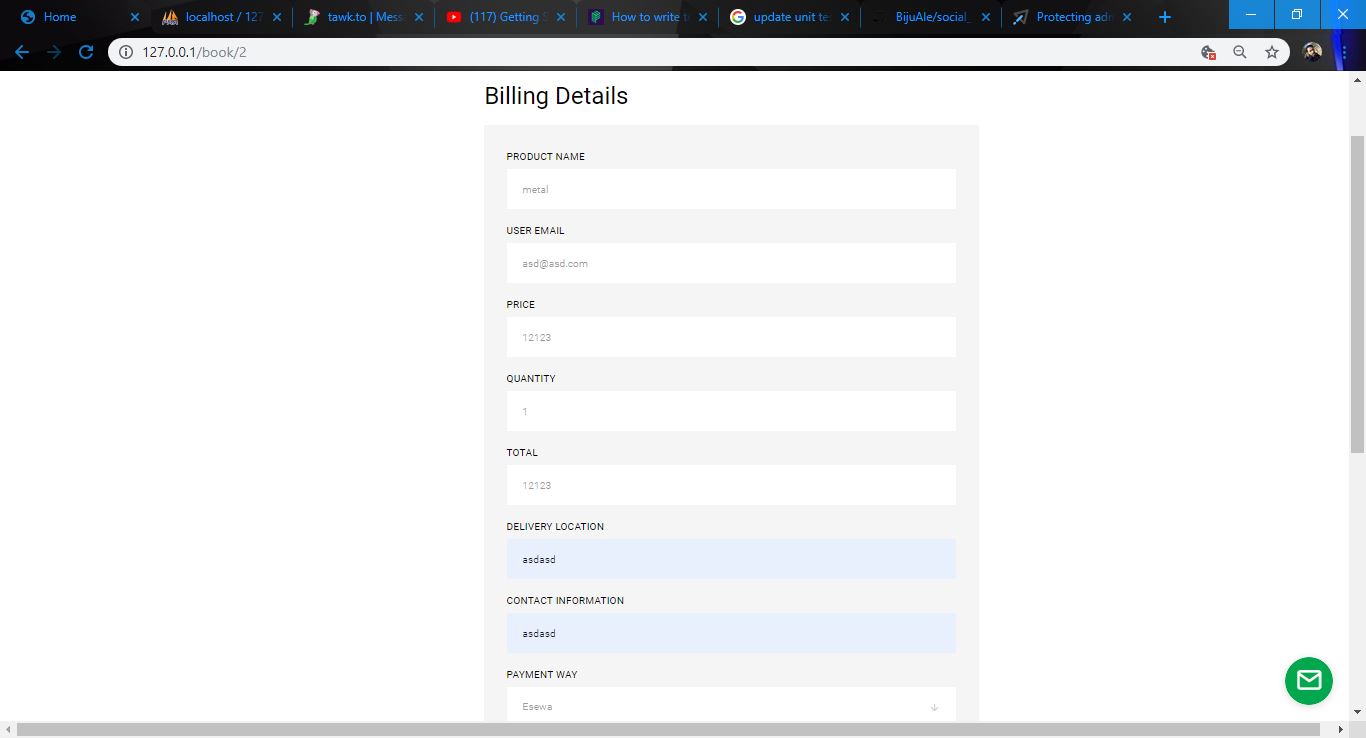 Home
localhost / 127
tawk.to | Mess
(117) Getting S
How to write t
update unit te
BijuAle/social_
Protecting adm
127.0.0.1/book/2
Billing Details
PRODUCT NAME
metal
USER EMAIL
asd@asd.com
PRICE
12123
QUANTITY
1
TOTAL
12123
DELIVERY LOCATION
asdasd
CONTACT INFORMATION
asdasd
PAYMENT WAY
Esewa